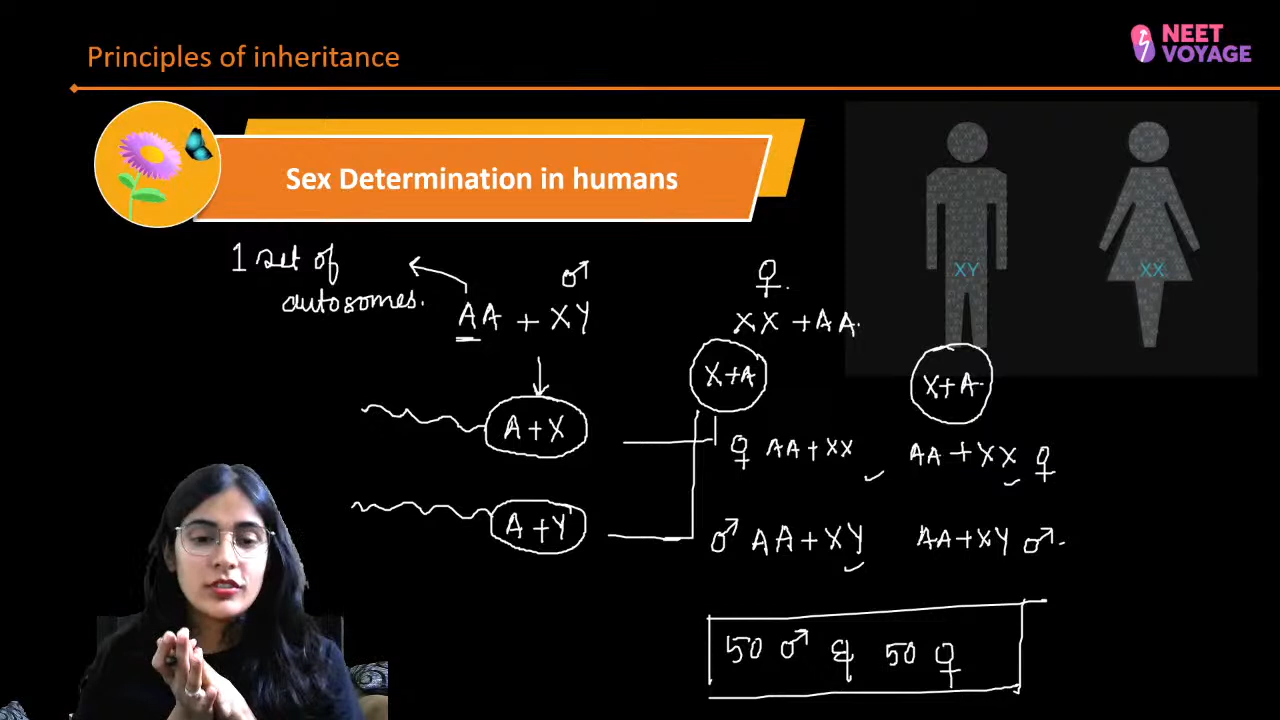 Principles of inheritance
NEET
VOYAGE
Sex Determination in humans
1 set of
autosomes.
♂
AA + XY
♀
XX + AA
XY
XX
X+A
X+A
A+X
♀ AA+XX
AA+XX ♀
A+Y
♂ AA+XY
AA+XY ♂
50 ♂ & 50 ♀